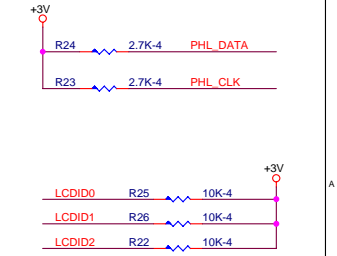 +3V
R24 2.7K-4 PHL_DATA
R23 2.7K-4 PHL_CLK
+3V
A
LCDID0 R25 10K-4
LCDID1 R26 10K-4
LCDID2 R22 10K-4